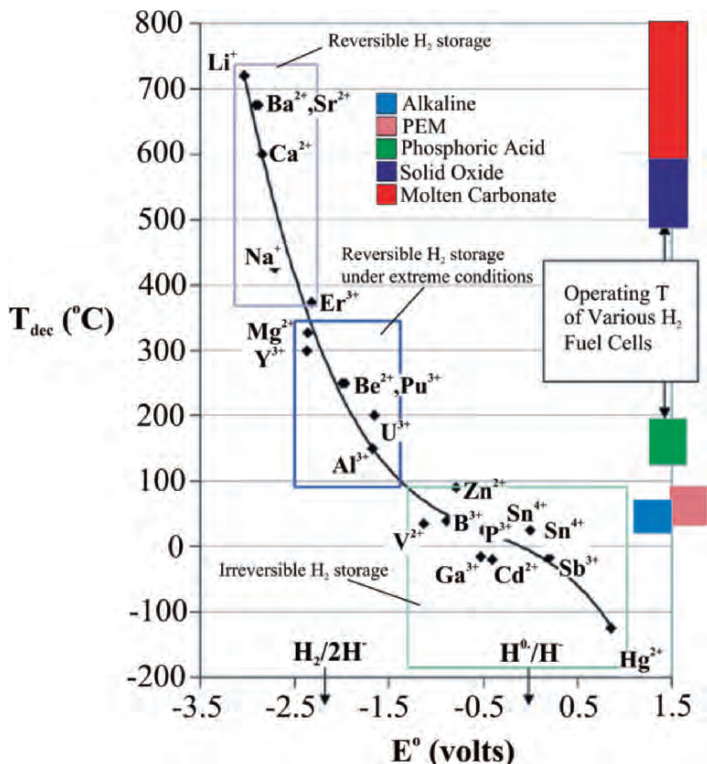 800
700
600
500
400
300
200
100
0
-100
-200
T_dec (°C)
Reversible H₂ storage
Li⁺
Ba²⁺,Sr²⁺
Ca²⁺
Na⁺
Er³⁺
Alkaline
PEM
Phosphoric Acid
Solid Oxide
Molten Carbonate
Reversible H₂ storage
under extreme conditions
Mg²⁺
Y³⁺
Be²⁺,Pu³⁺
U³⁺
Al³⁺
Operating T
of Various H₂
Fuel Cells
Zn²⁺
V²⁺
B³⁺
P³⁺
Sn⁴⁺
Sn⁴⁺
Ga³⁺
Cd²⁺
Sb³⁺
Irreversible H₂ storage
Hg²⁺
H₂/2H⁻
H⁰·/H⁻
-3.5
-2.5
-1.5
-0.5
0.5
1.5
E° (volts)